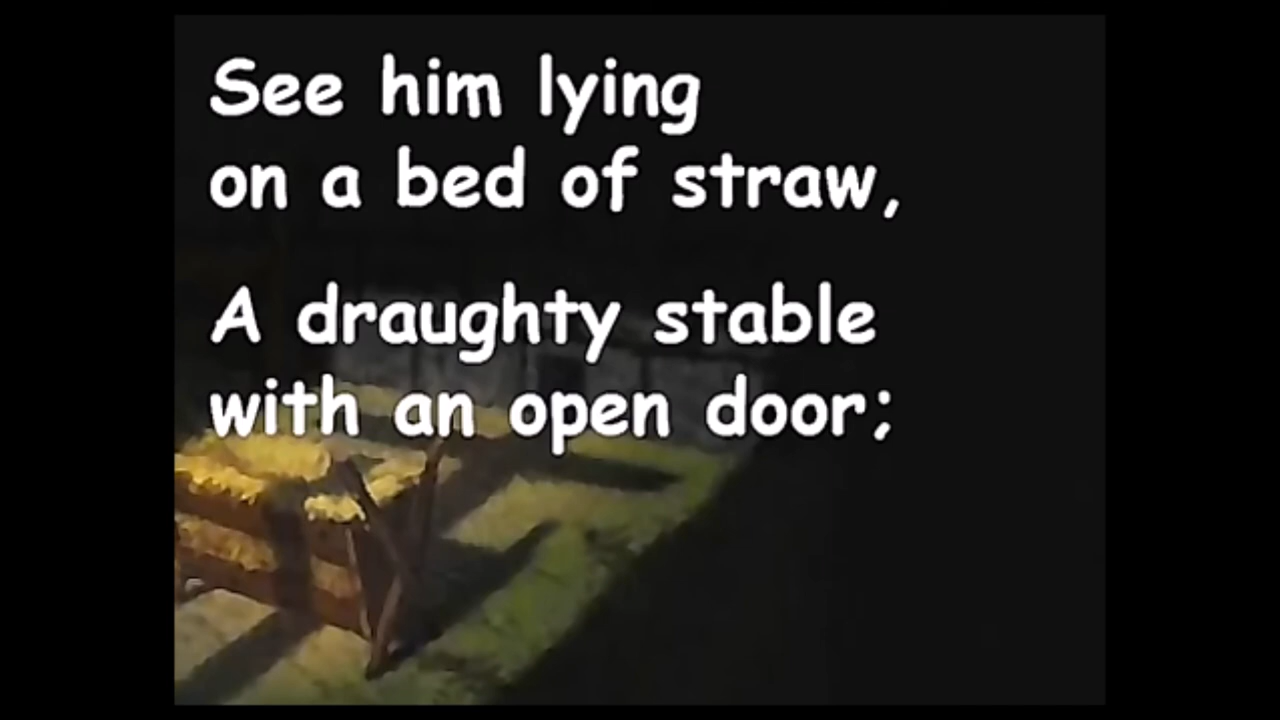 See him lying
on a bed of straw,
A draughty stable
with an open door;